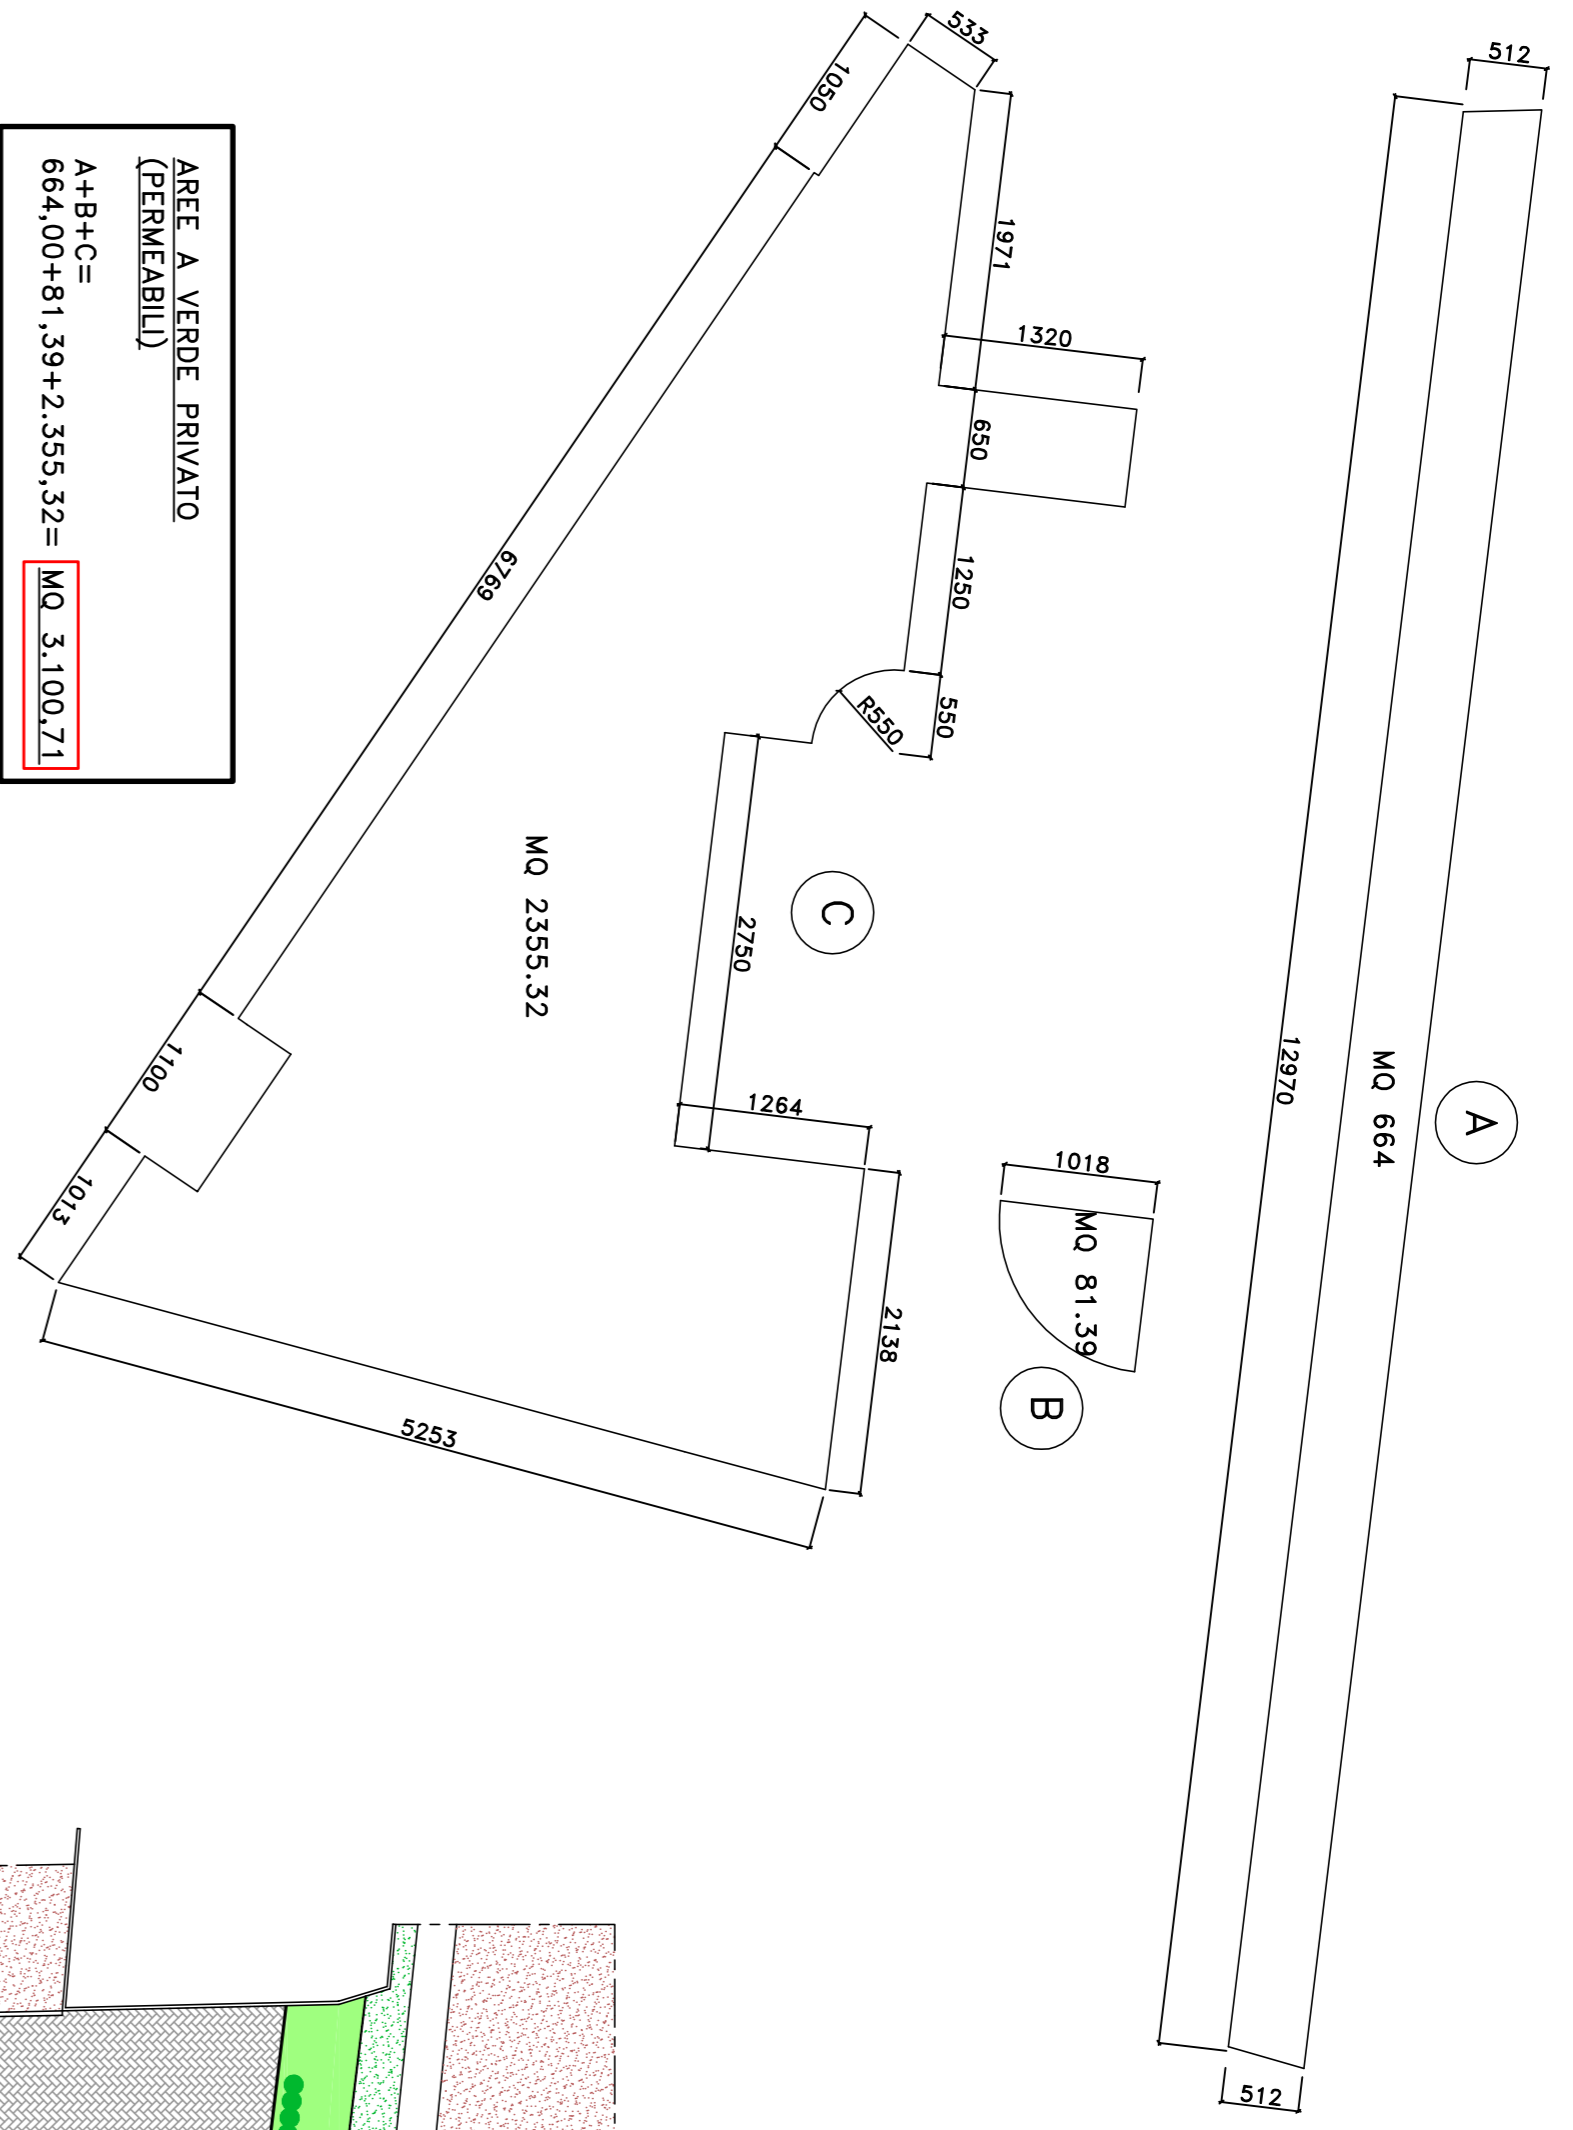 512
12970
MQ 664
A
512
533
1050
1971
1320
650
1250
550
R550
6769
C
2750
MQ 2355.32
1264
2138
1100
1013
5253
1018
MQ 81.39
B
AREE A VERDE PRIVATO
(PERMEABILI)
A+B+C=
664,00+81,39+2.355,32= MQ 3.100,71